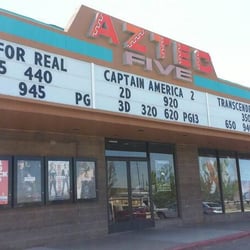 AZTEC
FIVE
FOR REAL
5 440
945 PG
CAPTAIN AMERICA 2
2D 920
3D 320 620 PG13
TRANSCEND
350
650 940